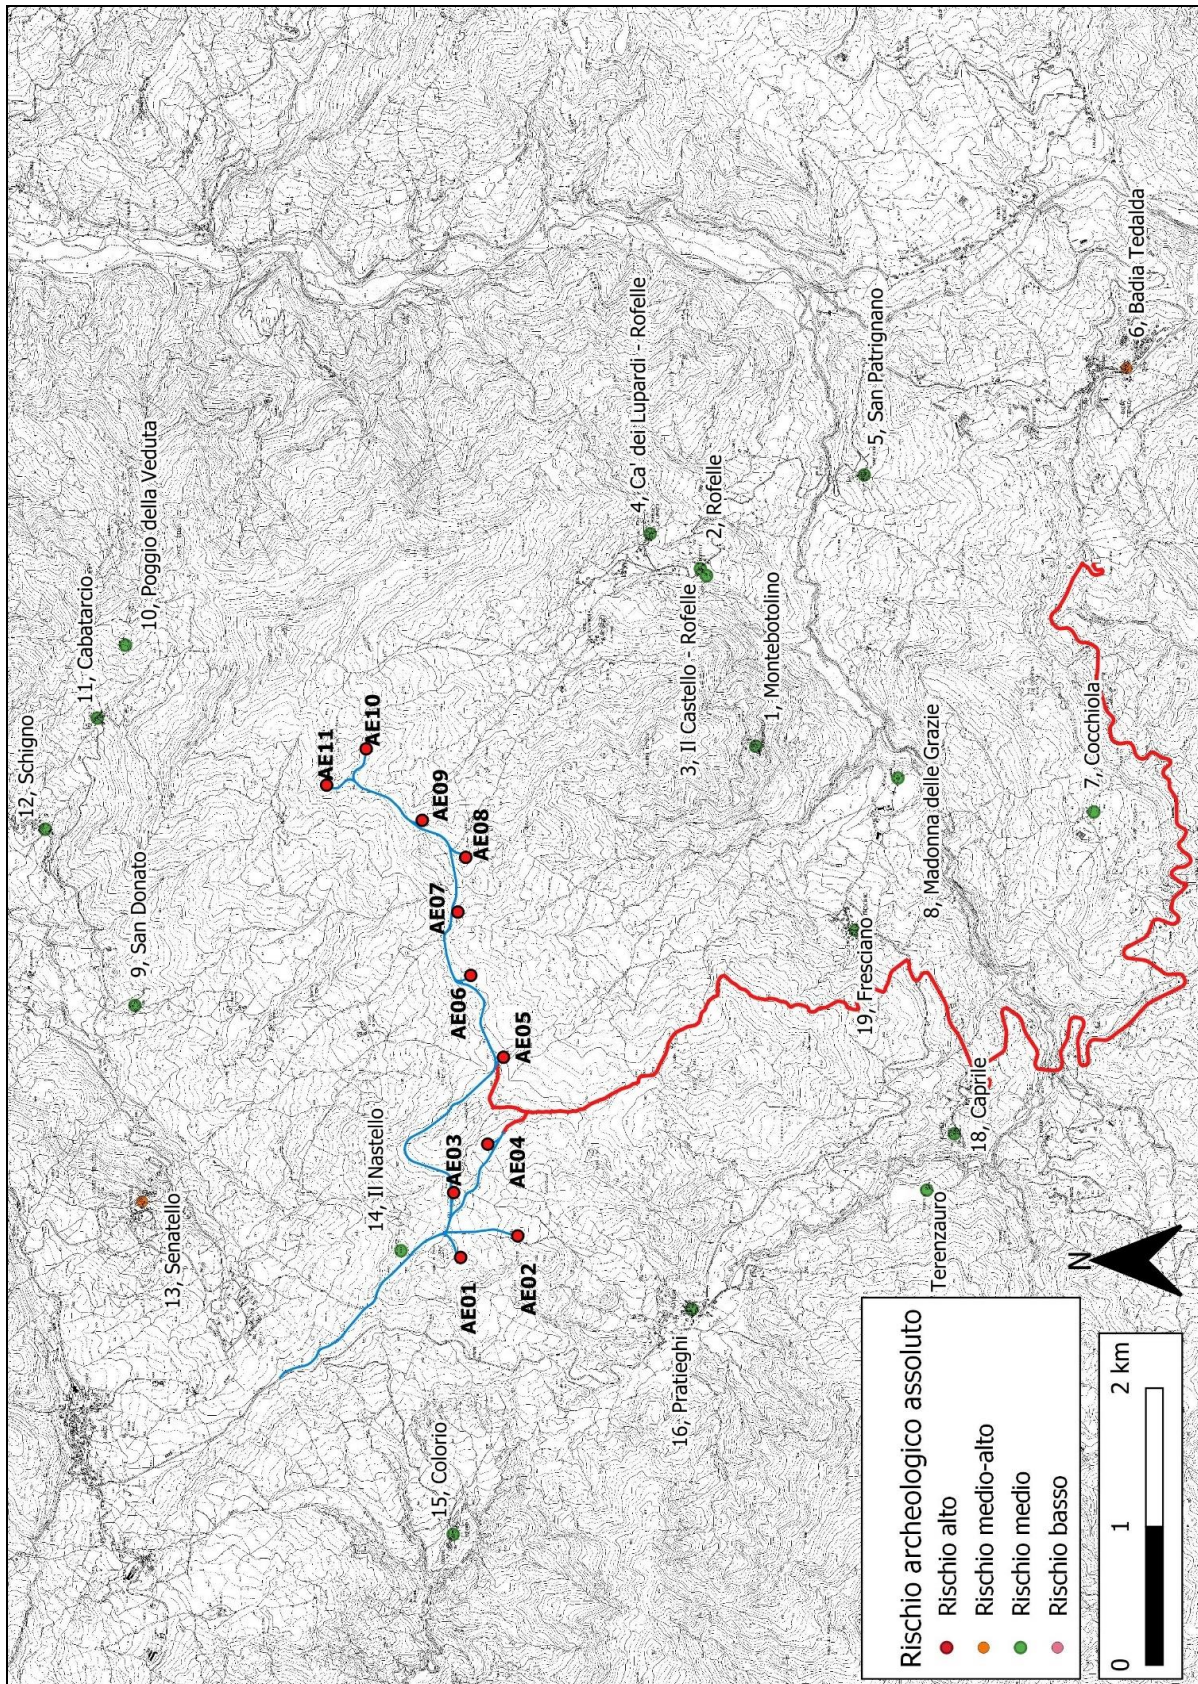 12, Schigno
11, Cabatarcio
10, Poggio della Veduta
9, San Donato
13, Senatello
14, Il Nastello
15, Colorio
AE11
AE10
AE09
AE08
AE07
AE06
AE05
AE03
AE04
AE01
AE02
4, Ca' dei Lupardi - Rofelle
2, Rofelle
3, Il Castello - Rofelle
1, Montebotolino
5, San Patrignano
6, Badia Tedalda
16, Pratieghi
8, Madonna delle Grazie
7, Cocchiola
19, Fresciano
18, Caprile
Terenzauro
N
Rischio archeologico assoluto
Rischio alto
Rischio medio-alto
Rischio medio
Rischio basso
0 1 2 km